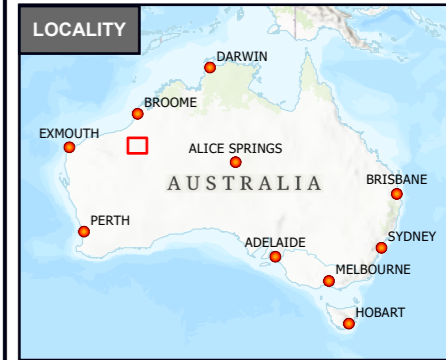 LOCALITY
DARWIN
BROOME
EXMOUTH
ALICE SPRINGS
AUSTRALIA
BRISBANE
PERTH
ADELAIDE
SYDNEY
MELBOURNE
HOBART